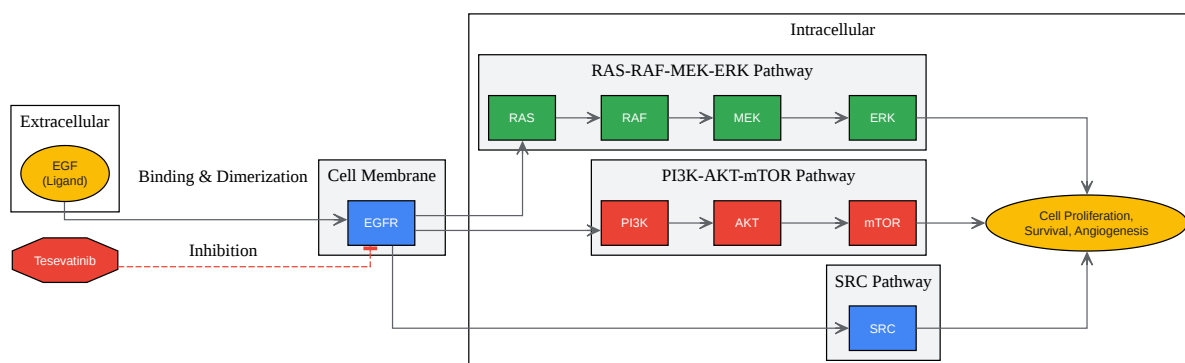 Intracellular
RAS-RAF-MEK-ERK Pathway
RAS
RAF
MEK
ERK
Extracellular
EGF
(Ligand)
Binding & Dimerization
Cell Membrane
EGFR
PI3K-AKT-mTOR Pathway
PI3K
AKT
mTOR
Cell Proliferation,
Survival, Angiogenesis
Tesevatinib
Inhibition
SRC Pathway
SRC